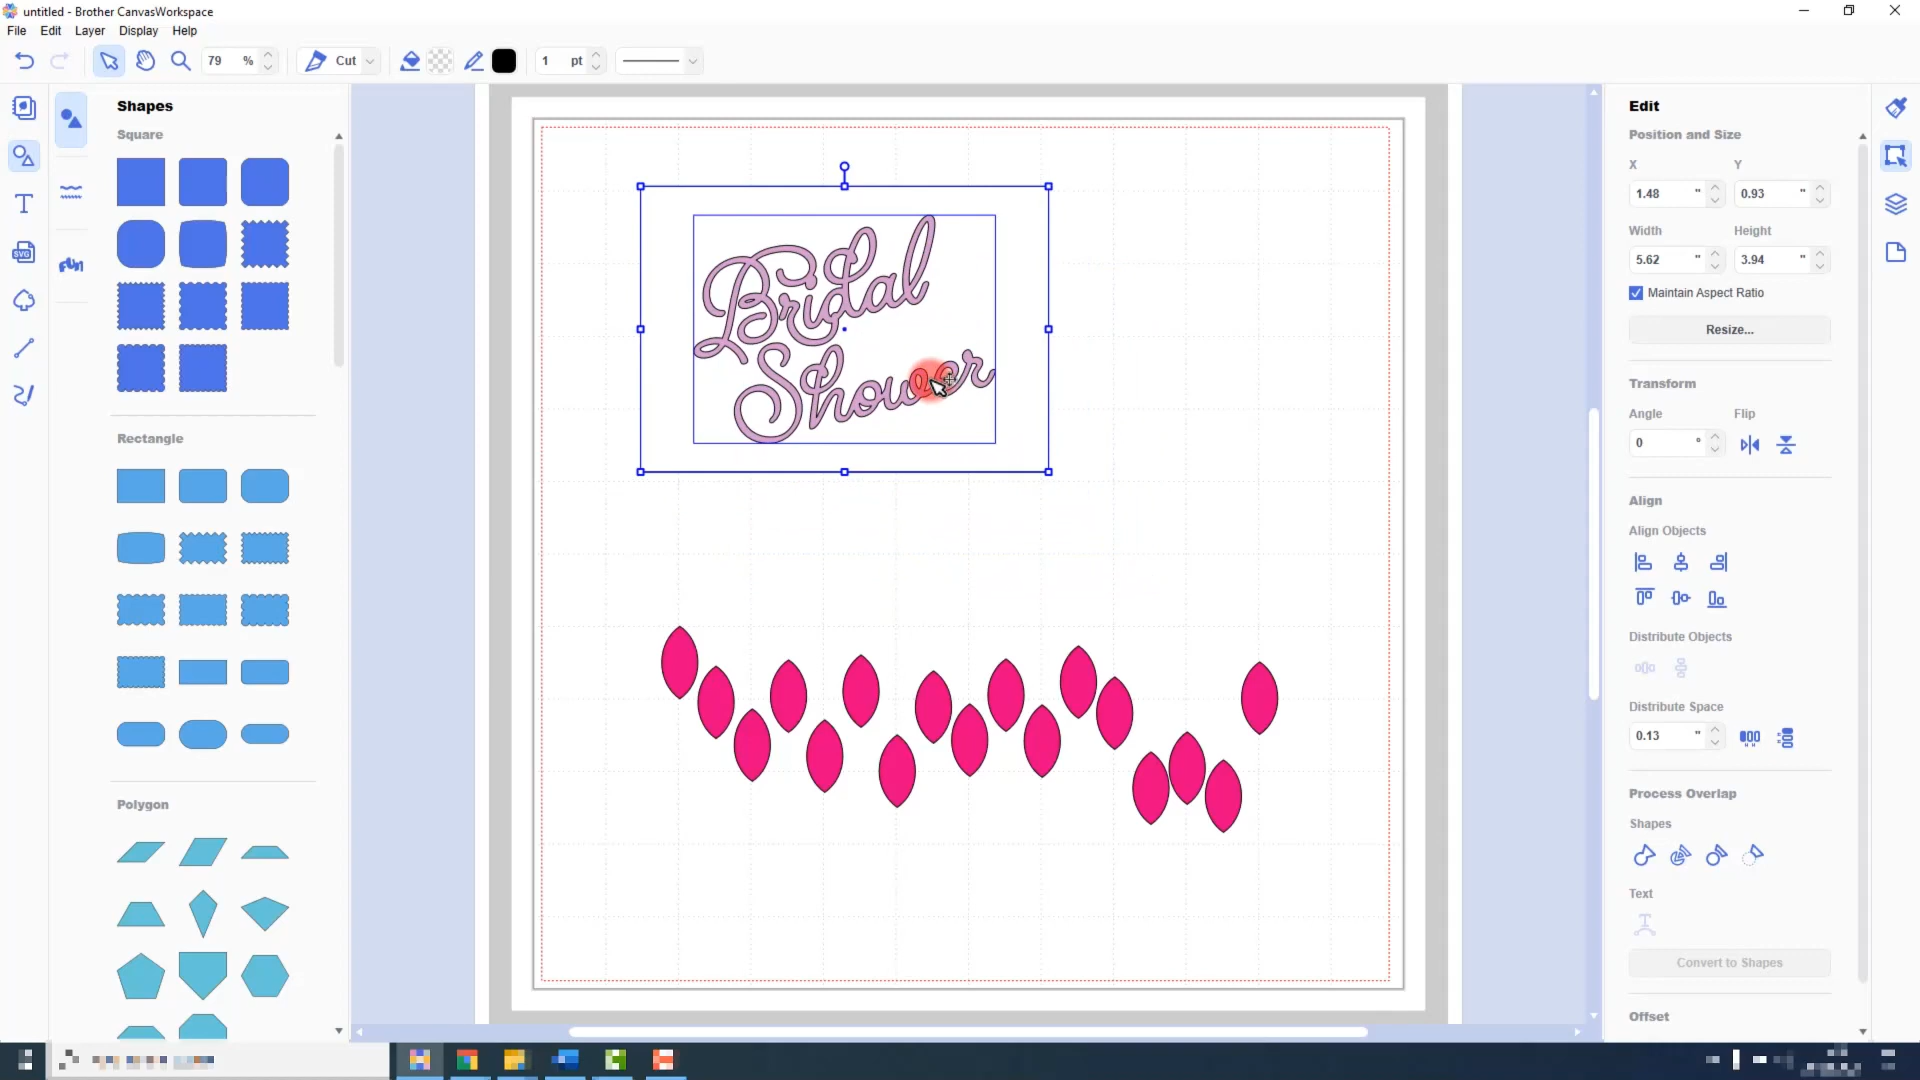 untitled - Brother CanvasWorkspace
File Edit Layer Display Help
79 % Cut 1 pt
Shapes
Square
Rectangle
Polygon
SVG
Fun
Bridal
Shower
Edit
Position and Size
X Y
1.48 " 0.93 "
Width Height
5.62 " 3.94 "
Maintain Aspect Ratio
Resize...
Transform
Angle Flip
0 °
Align
Align Objects
Distribute Objects
Distribute Space
0.13 "
Process Overlap
Shapes
Text
Convert to Shapes
Offset